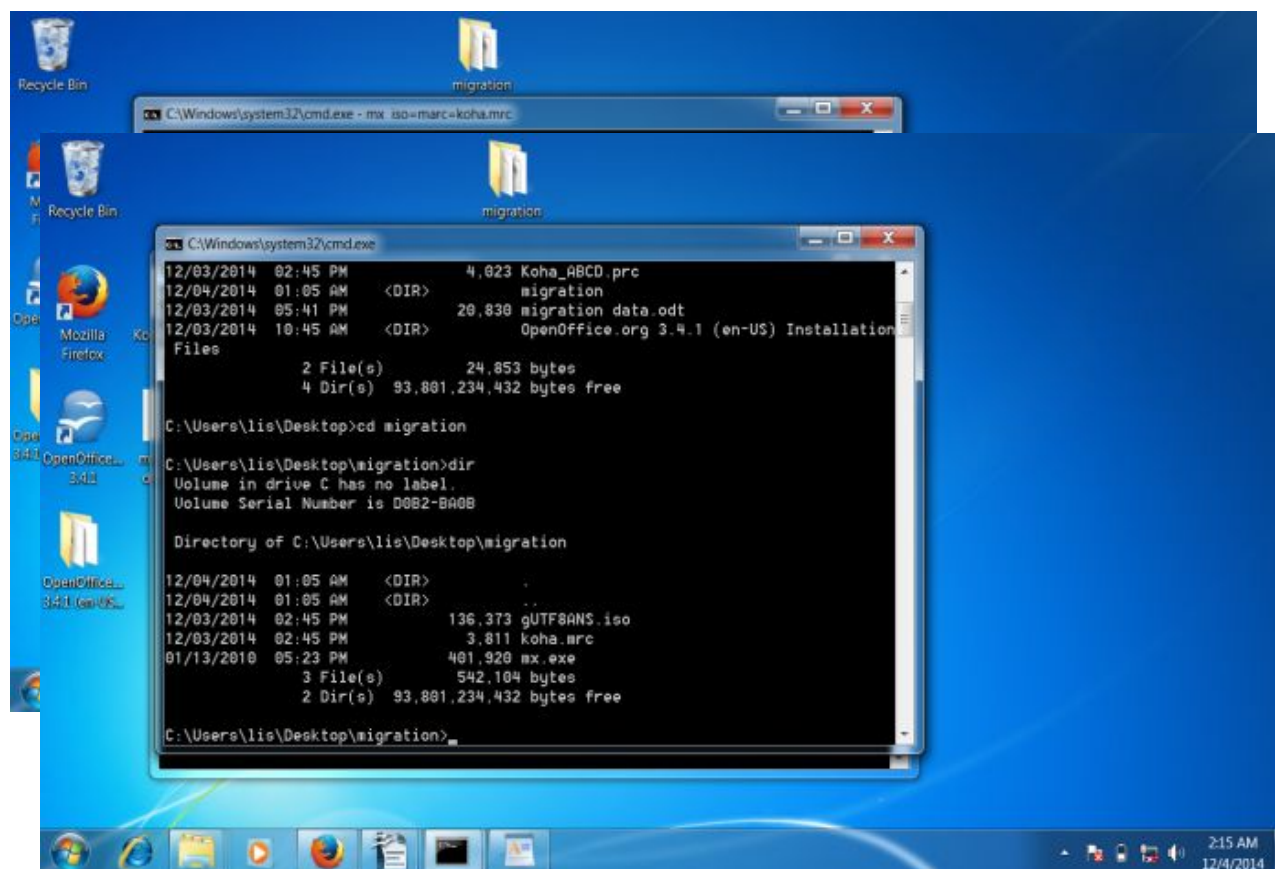 Recycle Bin
migration
C:\Windows\system32\cmd.exe - mx iso=marc=koha.mrc
Recycle Bin
migration
C:\Windows\system32\cmd.exe
12/03/2014 02:45 PM 4,023 Koha_ABCD.prc
12/04/2014 01:05 AM <DIR> migration
12/03/2014 05:41 PM 20,830 migration data.odt
12/03/2014 10:45 AM <DIR> OpenOffice.org 3.4.1 (en-US) Installation
Files
2 File(s) 24,853 bytes
4 Dir(s) 93,801,234,432 bytes free
C:\Users\lis\Desktop>cd migration
C:\Users\lis\Desktop\migration>dir
Volume in drive C has no label.
Volume Serial Number is D0B2-BA0B
Directory of C:\Users\lis\Desktop\migration
12/04/2014 01:05 AM <DIR> .
12/04/2014 01:05 AM <DIR> ..
12/03/2014 02:45 PM 136,373 gUTF8ANS.iso
12/03/2014 02:45 PM 3,811 koha.mrc
01/13/2010 05:23 PM 401,920 mx.exe
3 File(s) 542,104 bytes
2 Dir(s) 93,801,234,432 bytes free
C:\Users\lis\Desktop\migration>_
Mozilla
Firefox
OpenOffice...
3.4.1
OpenOffice...
3.4.1 (en-US...
2:15 AM
12/4/2014